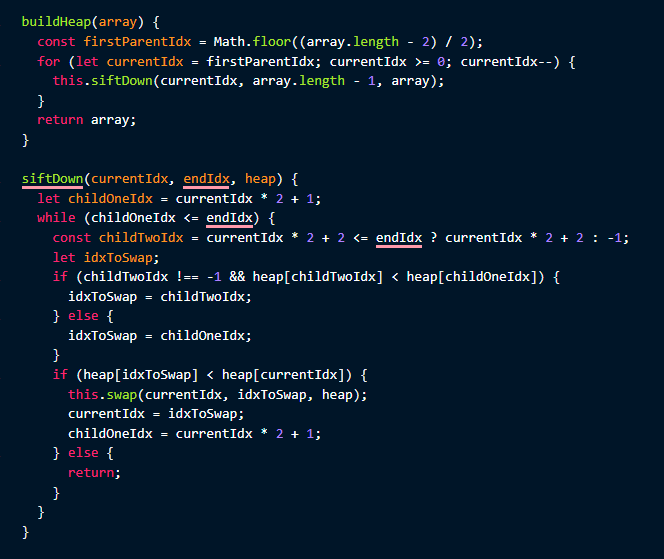 buildHeap(array) {
  const firstParentIdx = Math.floor((array.length - 2) / 2);
  for (let currentIdx = firstParentIdx; currentIdx >= 0; currentIdx--) {
    this.siftDown(currentIdx, array.length - 1, array);
  }
  return array;
}

siftDown(currentIdx, endIdx, heap) {
  let childOneIdx = currentIdx * 2 + 1;
  while (childOneIdx <= endIdx) {
    const childTwoIdx = currentIdx * 2 + 2 <= endIdx ? currentIdx * 2 + 2 : -1;
    let idxToSwap;
    if (childTwoIdx !== -1 && heap[childTwoIdx] < heap[childOneIdx]) {
      idxToSwap = childTwoIdx;
    } else {
      idxToSwap = childOneIdx;
    }
    if (heap[idxToSwap] < heap[currentIdx]) {
      this.swap(currentIdx, idxToSwap, heap);
      currentIdx = idxToSwap;
      childOneIdx = currentIdx * 2 + 1;
    } else {
      return;
    }
  }
}